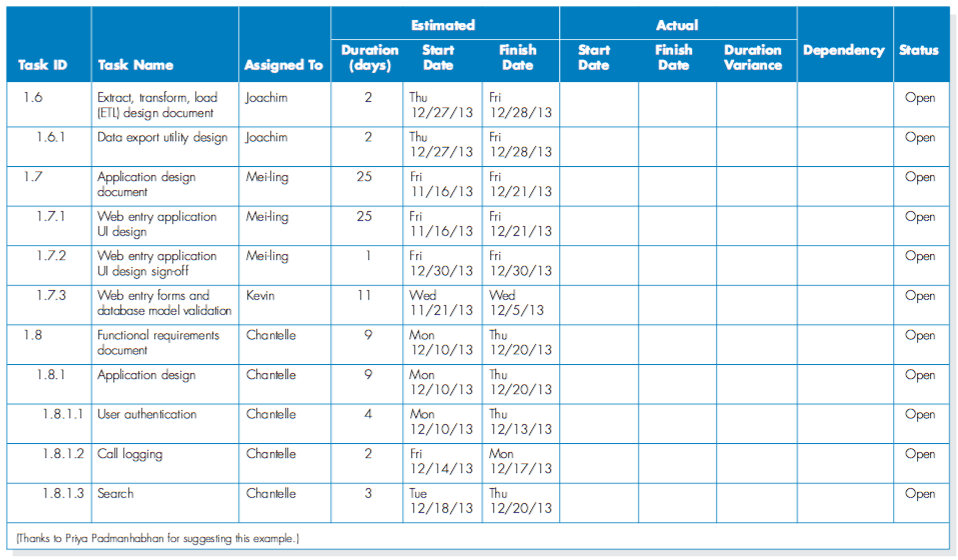 Estimated Actual
Task ID Task Name Assigned To Duration (days) Start Date Finish Date Start Date Finish Date Duration Variance Dependency Status
1.6 Extract, transform, load (ETL) design document Joachim 2 Thu 12/27/13 Fri 12/28/13 Open
1.6.1 Data export utility design Joachim 2 Thu 12/27/13 Fri 12/28/13 Open
1.7 Application design document Mei-ling 25 Fri 11/16/13 Fri 12/21/13 Open
1.7.1 Web entry application UI design Mei-ling 25 Fri 11/16/13 Fri 12/21/13 Open
1.7.2 Web entry application UI design sign-off Mei-ling 1 Fri 12/30/13 Fri 12/30/13 Open
1.7.3 Web entry forms and database model validation Kevin 11 Wed 11/21/13 Wed 12/5/13 Open
1.8 Functional requirements document Chantelle 9 Mon 12/10/13 Thu 12/20/13 Open
1.8.1 Application design Chantelle 9 Mon 12/10/13 Thu 12/20/13 Open
1.8.1.1 User authentication Chantelle 4 Mon 12/10/13 Thu 12/13/13 Open
1.8.1.2 Call logging Chantelle 2 Fri 12/14/13 Mon 12/17/13 Open
1.8.1.3 Search Chantelle 3 Tue 12/18/13 Thu 12/20/13 Open
(Thanks to Priya Padmanhabhan for suggesting this example.)